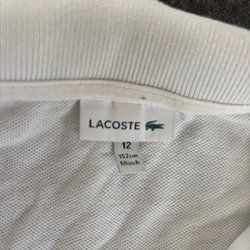 LACOSTE
12
152cm
60inch